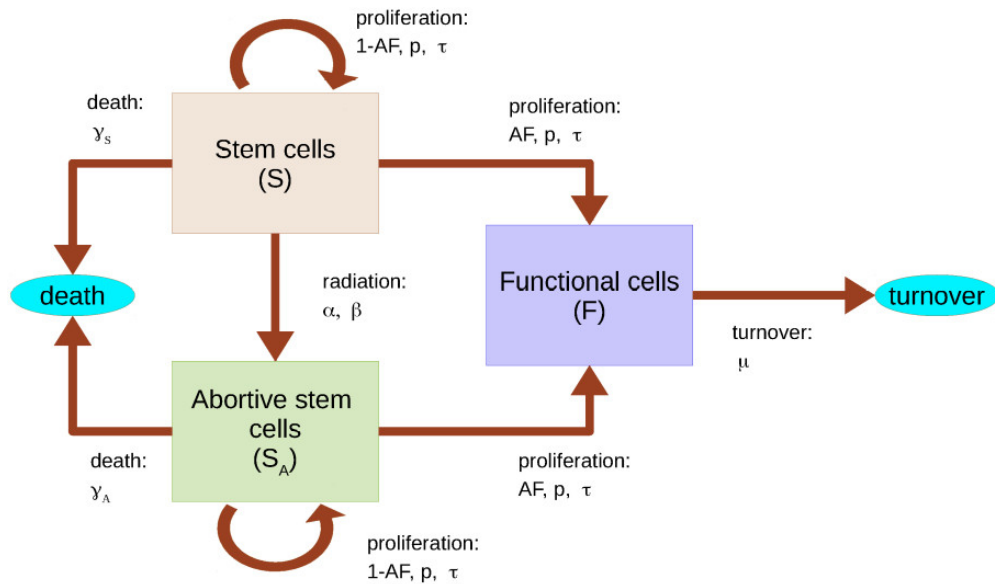 proliferation:
1-AF, p, τ
death:
γS
Stem cells
(S)
proliferation:
AF, p, τ
death
radiation:
α, β
Functional cells
(F)
turnover
turnover:
μ
Abortive stem
cells
(SA)
death:
γA
proliferation:
AF, p, τ
proliferation:
1-AF, p, τ